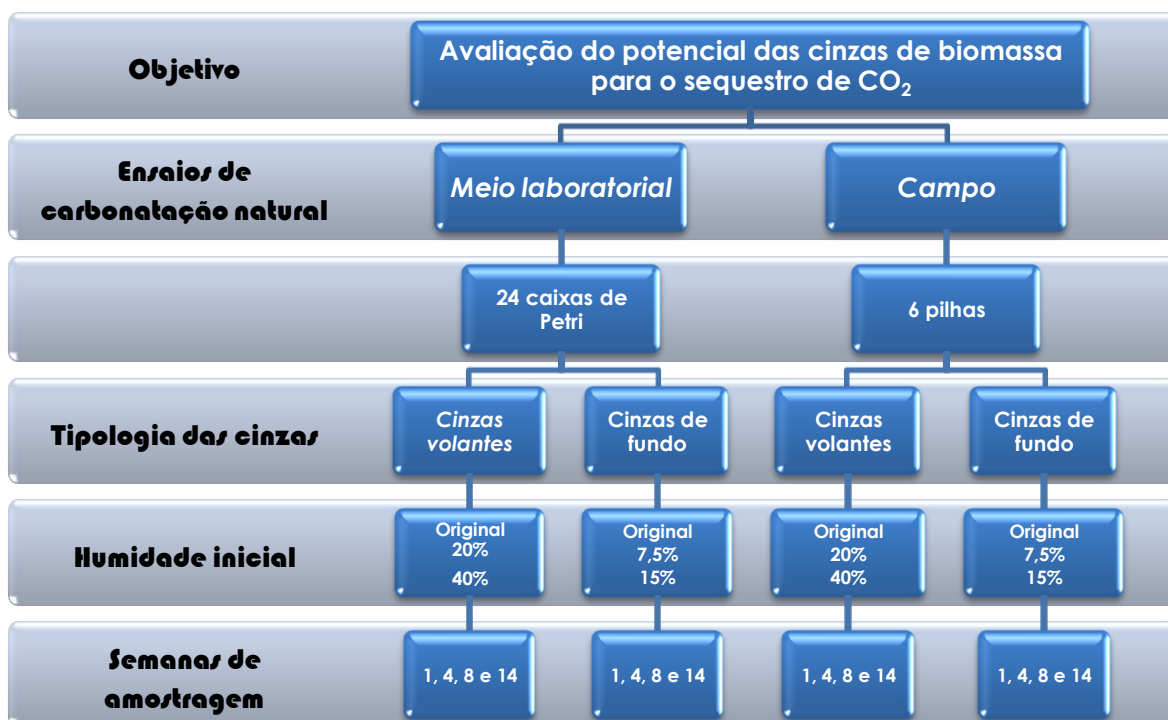 Objetivo
Avaliação do potencial das cinzas de biomassa
para o sequestro de CO₂
Ensaios de
carbonatação natural
Meio laboratorial
Campo
24 caixas de
Petri
6 pilhas
Tipologia das cinzas
Cinzas
volantes
Cinzas de
fundo
Cinzas
volantes
Cinzas de
fundo
Humidade inicial
Original
20%
40%
Original
7,5%
15%
Original
20%
40%
Original
7,5%
15%
Semanas de
amostragem
1, 4, 8 e 14
1, 4, 8 e 14
1, 4, 8 e 14
1, 4, 8 e 14